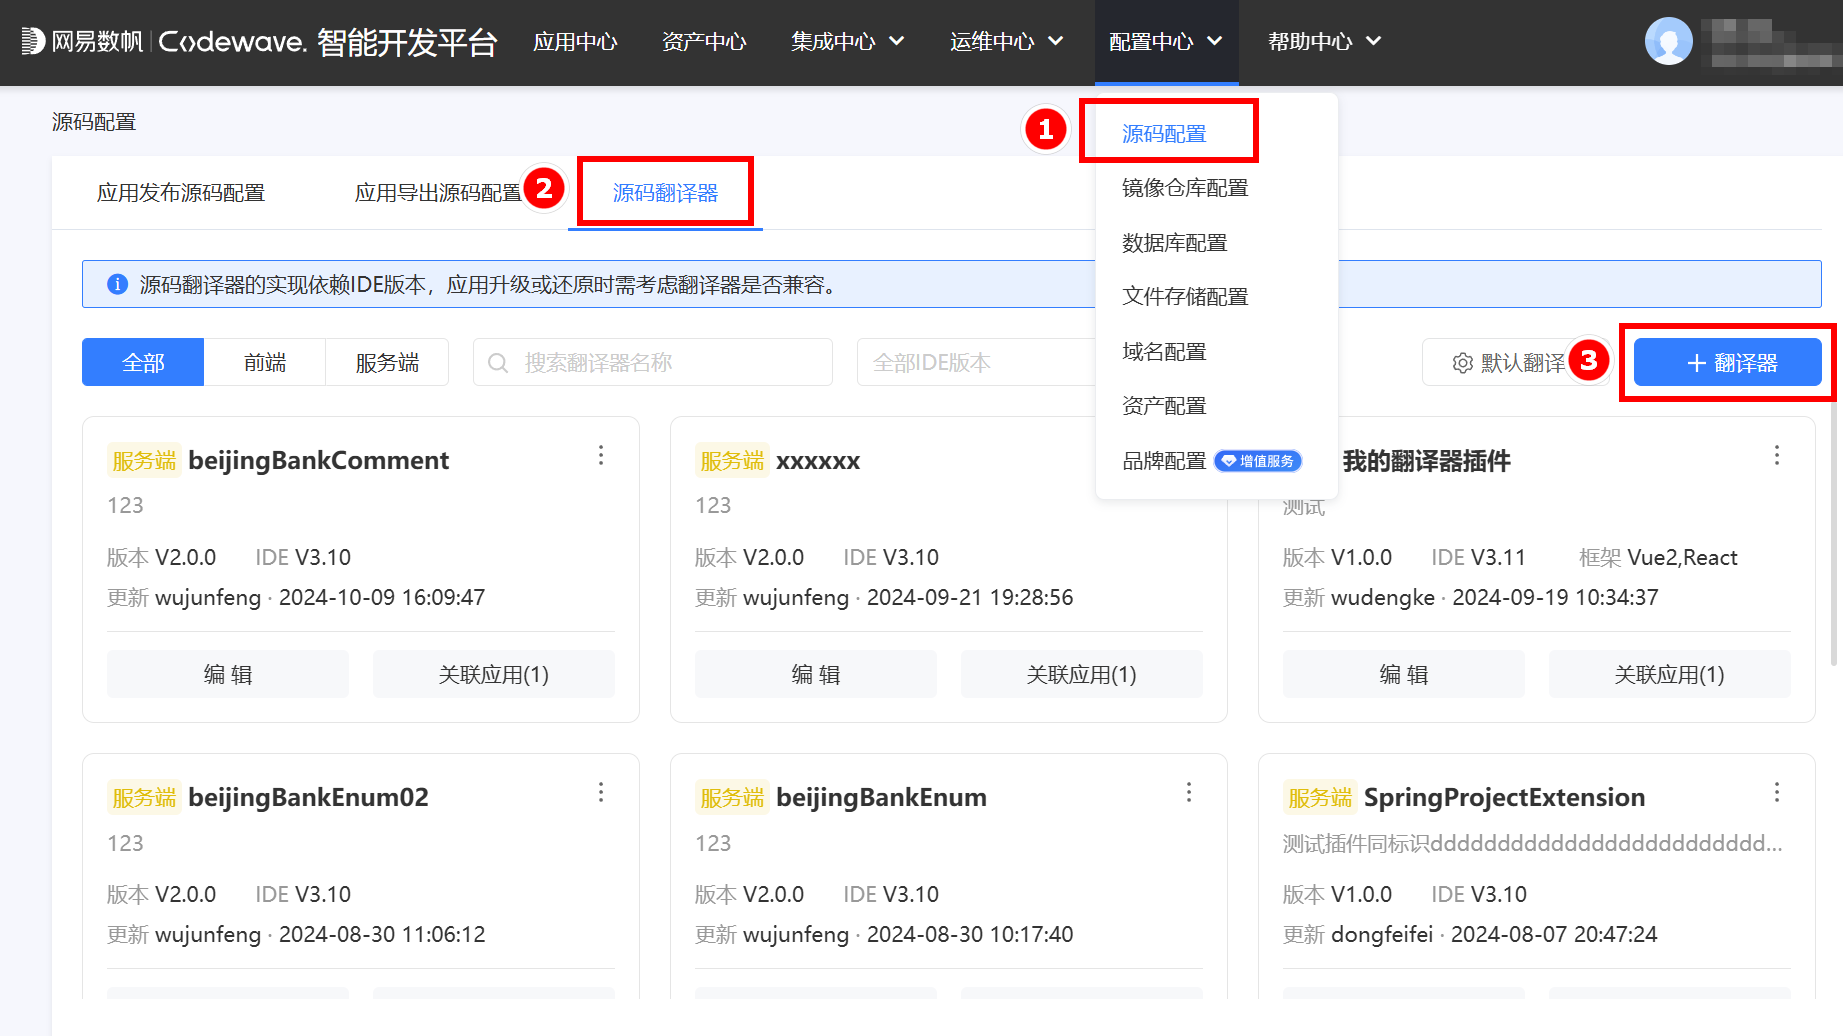 网易数帆 Codewave. 智能开发平台 应用中心 资产中心 集成中心 运维中心 配置中心 帮助中心
源码配置
1 源码配置
镜像仓库配置
数据库配置
文件存储配置
域名配置
资产配置
品牌配置 增值服务
应用发布源码配置 应用导出源码配置 2 源码翻译器
源码翻译器的实现依赖IDE版本，应用升级或还原时需考虑翻译器是否兼容。
全部 前端 服务端 搜索翻译器名称 全部IDE版本 默认翻译 3 翻译器
服务端 beijingBankComment
123
版本 V2.0.0 IDE V3.10
更新 wujunfeng · 2024-10-09 16:09:47
编 辑 关联应用(1)
服务端 xxxxxx
123
版本 V2.0.0 IDE V3.10
更新 wujunfeng · 2024-09-21 19:28:56
编 辑 关联应用(1)
我的翻译器插件
测试
版本 V1.0.0 IDE V3.11 框架 Vue2,React
更新 wudengke · 2024-09-19 10:34:37
编 辑 关联应用(1)
服务端 beijingBankEnum02
123
版本 V2.0.0 IDE V3.10
更新 wujunfeng · 2024-08-30 11:06:12
服务端 beijingBankEnum
123
版本 V2.0.0 IDE V3.10
更新 wujunfeng · 2024-08-30 10:17:40
服务端 SpringProjectExtension
测试插件同标识ddddddddddddddddddddddddd...
版本 V1.0.0 IDE V3.10
更新 dongfeifei · 2024-08-07 20:47:24